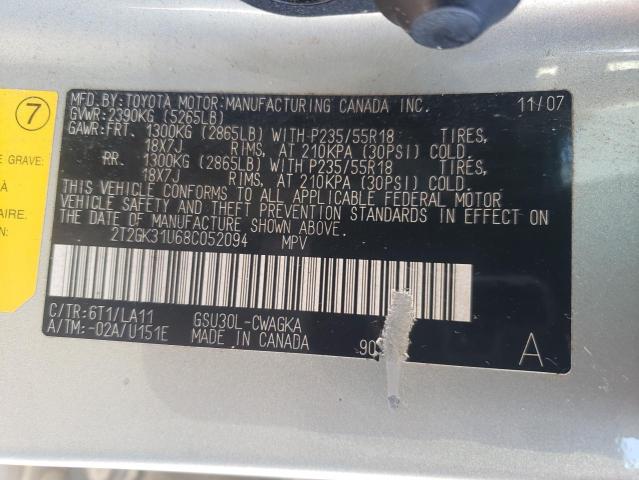 7
E GRAVE:
À
AIRE.
CON
MFD.BY:TOYOTA MOTOR MANUFACTURING CANADA INC. 11/07
GVWR:2390KG (5265LB)
GAWR:FRT. 1300KG (2865LB) WITH P235/55R18 TIRES,
18X7J RIMS, AT 210KPA (30PSI) COLD.
RR. 1300KG (2865LB) WITH P235/55R18 TIRES,
18X7J RIMS, AT 210KPA (30PSI) COLD.
THIS VEHICLE CONFORMS TO ALL APPLICABLE FEDERAL MOTOR
VEHICLE SAFETY AND THEFT PREVENTION STANDARDS IN EFFECT ON
THE DATE OF MANUFACTURE SHOWN ABOVE.
2T2GK31U68C052094 MPV
C/TR:6T1/LA11 GSU30L-CWAGKA
A/TM:-02A/U151E MADE IN CANADA 90 A